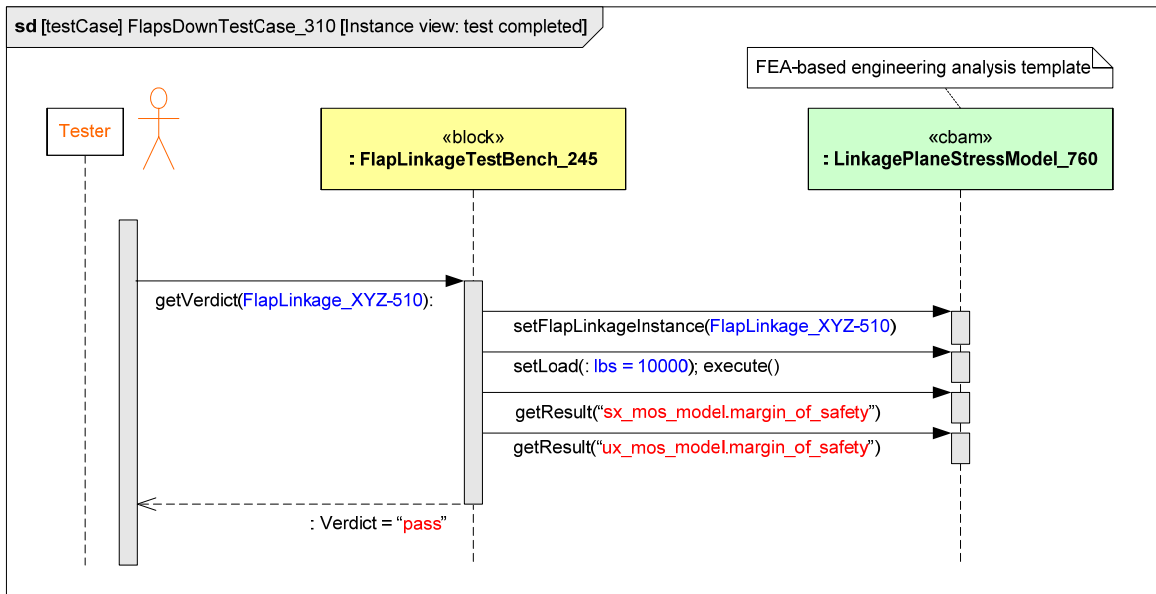 sd [testCase] FlapsDownTestCase_310 [Instance view: test completed]
FEA-based engineering analysis template
Tester
«block»
: FlapLinkageTestBench_245
«cbam»
: LinkagePlaneStressModel_760
getVerdict(FlapLinkage_XYZ-510):
setFlapLinkageInstance(FlapLinkage_XYZ-510)
setLoad(: lbs = 10000); execute()
getResult(“sx_mos_model.margin_of_safety”)
getResult(“ux_mos_model.margin_of_safety”)
: Verdict = “pass”